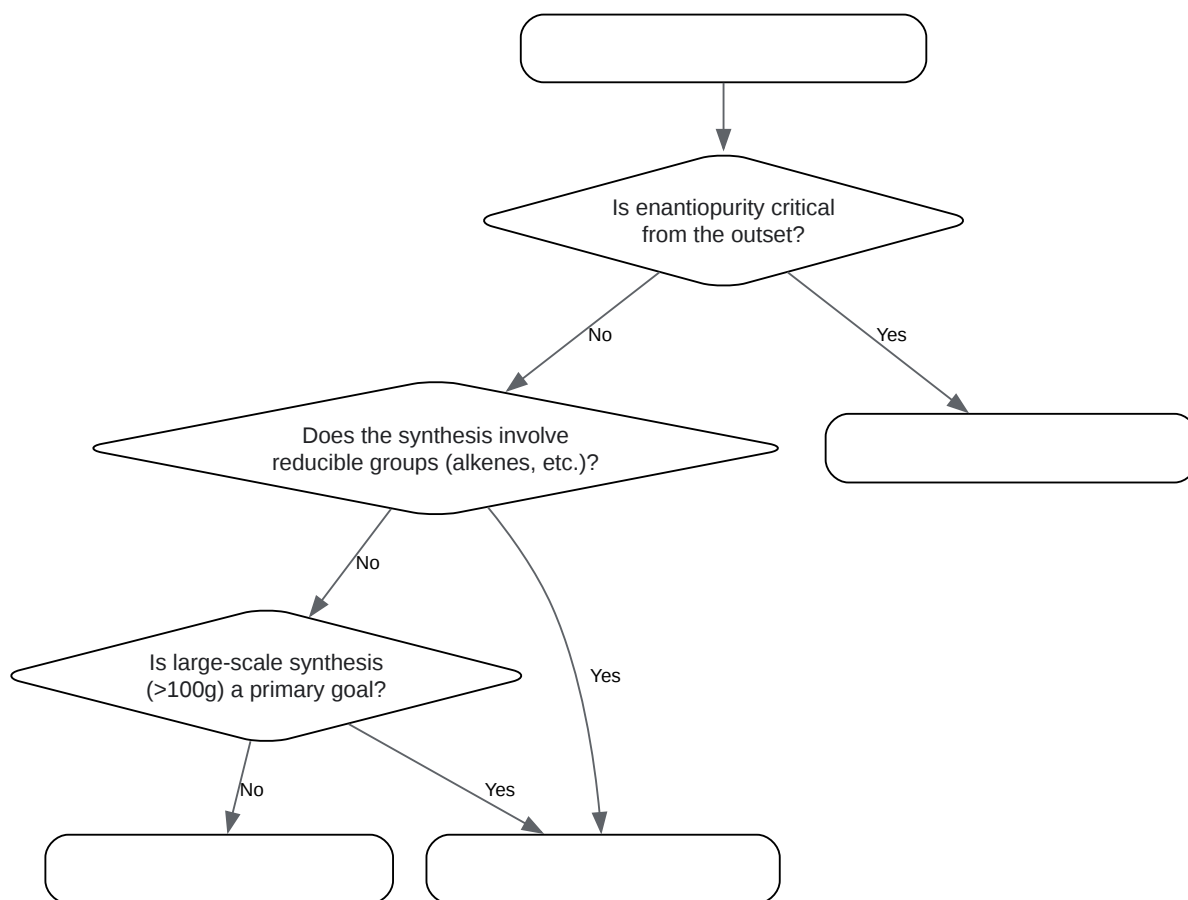 Is enantiopurity critical
from the outset?
No
Yes
Does the synthesis involve
reducible groups (alkenes, etc.)?
No
Yes
Is large-scale synthesis
(>100g) a primary goal?
No
Yes